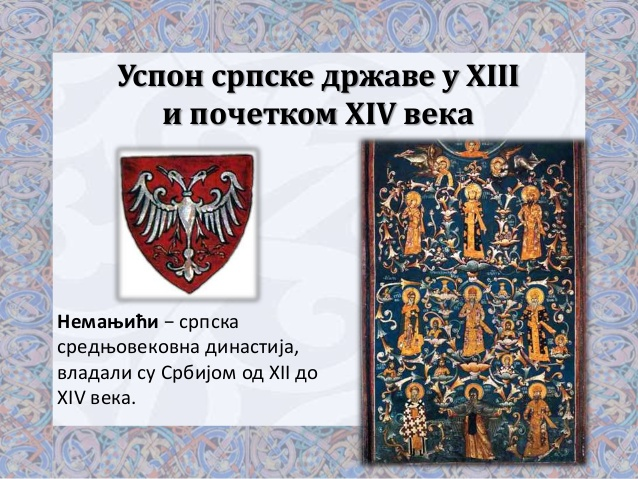 Успон српске државе у XIII
и почетком XIV века
Немањићи – српска
средњовековна династија,
владали су Србијом од XII до
XIV века.